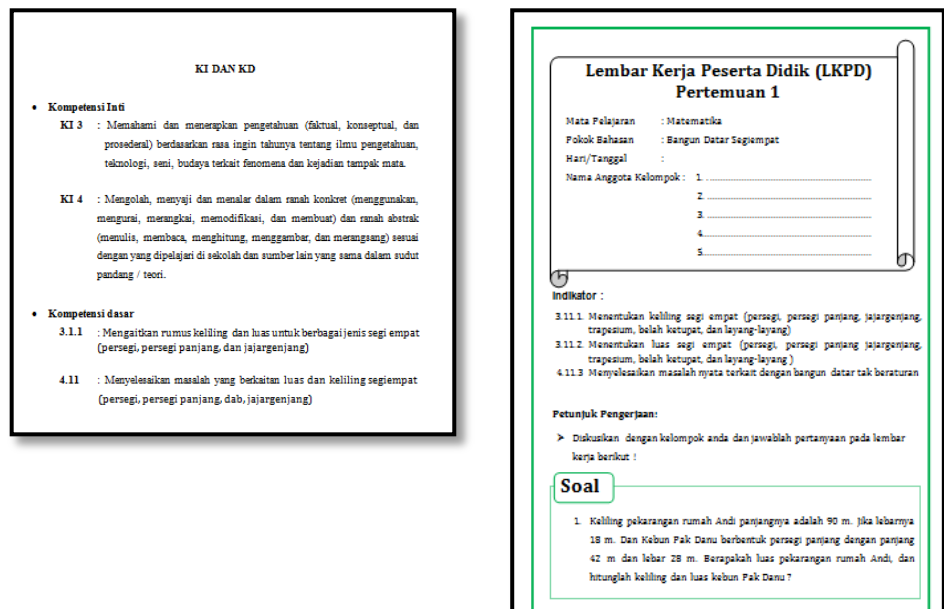 KI DAN KD
• Kompetensi Inti
KI 3 : Memahami dan menerapkan pengetahuan (faktual, konseptual, dan
prosederal) berdasarkan rasa ingin tahunya tentang ilmu pengetahuan,
teknologi, seni, budaya terkait fenomena dan kejadian tampak mata.
KI 4 : Mengolah, menyaji dan menalar dalam ranah konkret (menggunakan,
mengurai, merangkai, memodifikasi, dan membuat) dan ranah abstrak
(menulis, membaca, menghitung, menggambar, dan merangsang) sesuai
dengan yang dipelajari di sekolah dan sumber lain yang sama dalam sudut
pandang / teori.
• Kompetensi dasar
3.1.1 : Mengaitkan rumus keliling dan luas untuk berbagai jenis segi empat
(persegi, persegi panjang, dan jajargenjang)
4.11 : Menyelesaikan masalah yang berkaitan luas dan keliling segiempat
(persegi, persegi panjang, dab, jajargenjang)
Lembar Kerja Peserta Didik (LKPD)
Pertemuan 1
Mata Pelajaran : Matematika
Pokok Bahasan : Bangun Datar Segiempat
Hari/Tanggal :
Nama Anggota Kelompok : 1. ..........
2. ..........
3. ..........
4. ..........
5. ..........
Indikator :
3.11.1. Menentukan keliling segi empat (persegi, persegi panjang, jajargenjang,
trapesium, belah ketupat, dan layang-layang)
3.11.2. Menentukan luas segi empat (persegi, persegi panjang jajargenjang,
trapesium, belah ketupat, dan layang-layang )
4.11.3 Menyelesaikan masalah nyata terkait dengan bangun datar tak beraturan
Petunjuk Pengerjaan:
➤ Diskusikan dengan kelompok anda dan jawablah pertanyaan pada lembar
kerja berikut !
Soal
1. Keliling pekarangan rumah Andi panjangnya adalah 90 m. Jika lebarnya
18 m. Dan Kebun Pak Danu berbentuk persegi panjang dengan panjang
42 m dan lebar 28 m. Berapakah luas pekarangan rumah Andi, dan
hitunglah keliling dan luas kebun Pak Danu ?